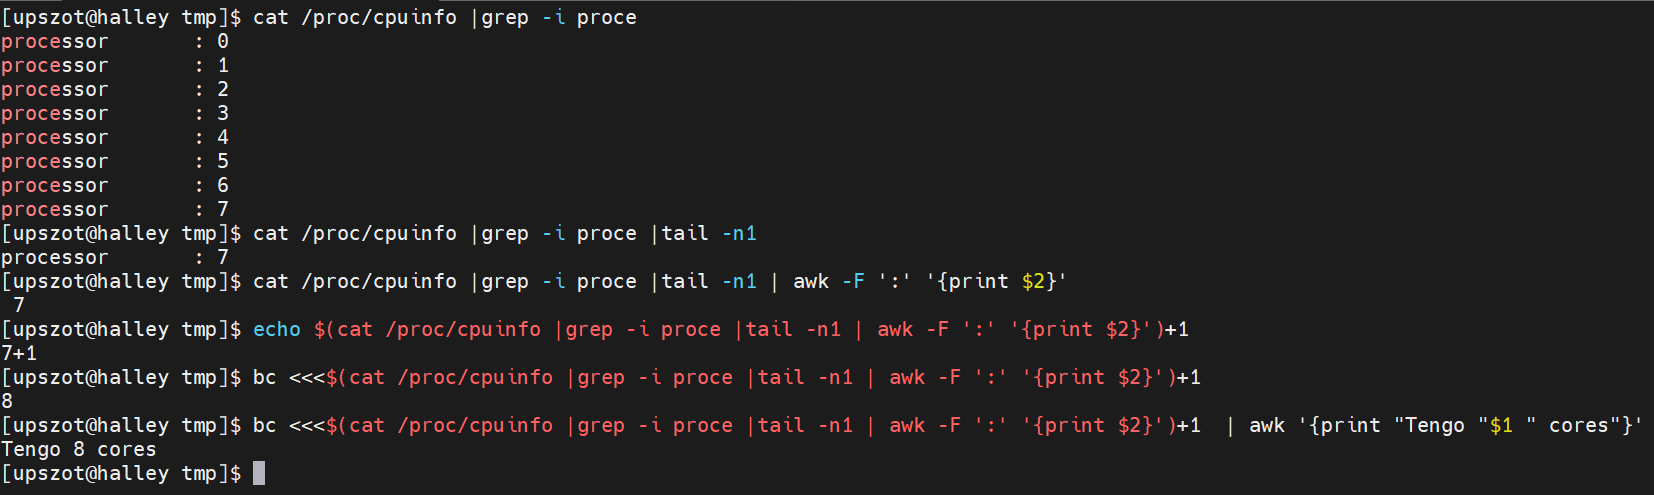 [upszot@halley tmp]$ cat /proc/cpuinfo |grep -i proce
processor       : 0
processor       : 1
processor       : 2
processor       : 3
processor       : 4
processor       : 5
processor       : 6
processor       : 7
[upszot@halley tmp]$ cat /proc/cpuinfo |grep -i proce |tail -n1
processor       : 7
[upszot@halley tmp]$ cat /proc/cpuinfo |grep -i proce |tail -n1 | awk -F ':' '{print $2}'
 7
[upszot@halley tmp]$ echo $(cat /proc/cpuinfo |grep -i proce |tail -n1 | awk -F ':' '{print $2}')+1
7+1
[upszot@halley tmp]$ bc <<<$(cat /proc/cpuinfo |grep -i proce |tail -n1 | awk -F ':' '{print $2}')+1
8
[upszot@halley tmp]$ bc <<<$(cat /proc/cpuinfo |grep -i proce |tail -n1 | awk -F ':' '{print $2}')+1  | awk '{print "Tengo "$1 " cores"}'
Tengo 8 cores
[upszot@halley tmp]$